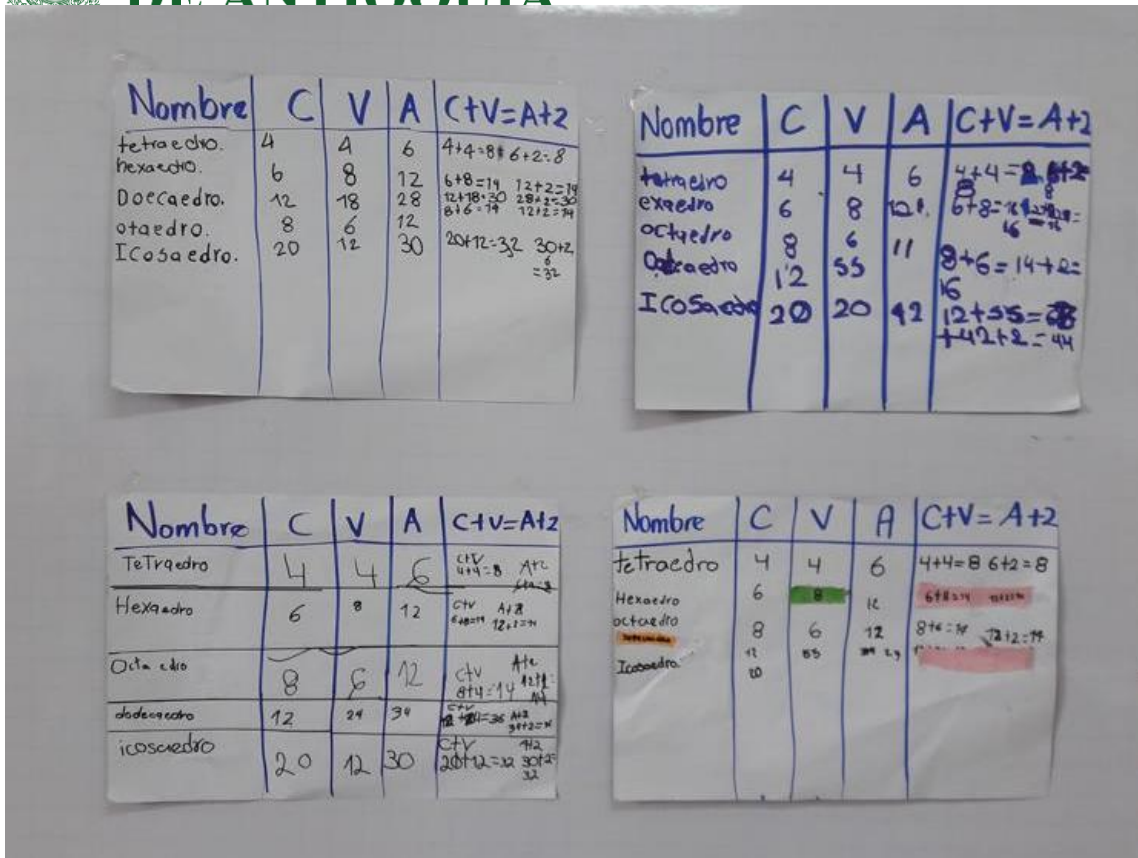 DE ANTIOQUIA
Nombre C V A C+V=A+2
tetraedro. 4 4 6 4+4=8 6+2=8
hexaedro. 6 8 12 6+8=14 12+2=14
Doecaedro. 12 18 28 12+18=30 28+2=30
otaedro. 8 6 12 8+6=14 12+2=14
Icosaedro. 20 12 30 20+12=32 30+2
=32
Nombre C V A C+V=A+2
tetraedro 4 4 6 4+4=8
exaedro 6 8 12 6+8=
octaedro 8 6 11 8+6=14+2=
16
12 55
Icosaedro 20 20 42 12+55=
+42+2=44
Nombre C V A C+V=A+2
TeTraedro 4 4 6 C+V
4+4=8
Hexaedro 6 8 12 C+V A+2
6+8=14 12+2=14
Octaedro 8 6 12 C+V
8+4=14
dodecaedro 12 24 34 C+V A+2
icosaedro 20 12 30 C+V A+2
20+12=32 30+2=
32
Nombre C V A C+V=A+2
tetraedro 4 4 6 4+4=8 6+2=8
Hexaedro 6 8 12 6+8=14
octaedro 8 6 12 8+6=14 12+2=14
12 55 29
Icosaedro. 20